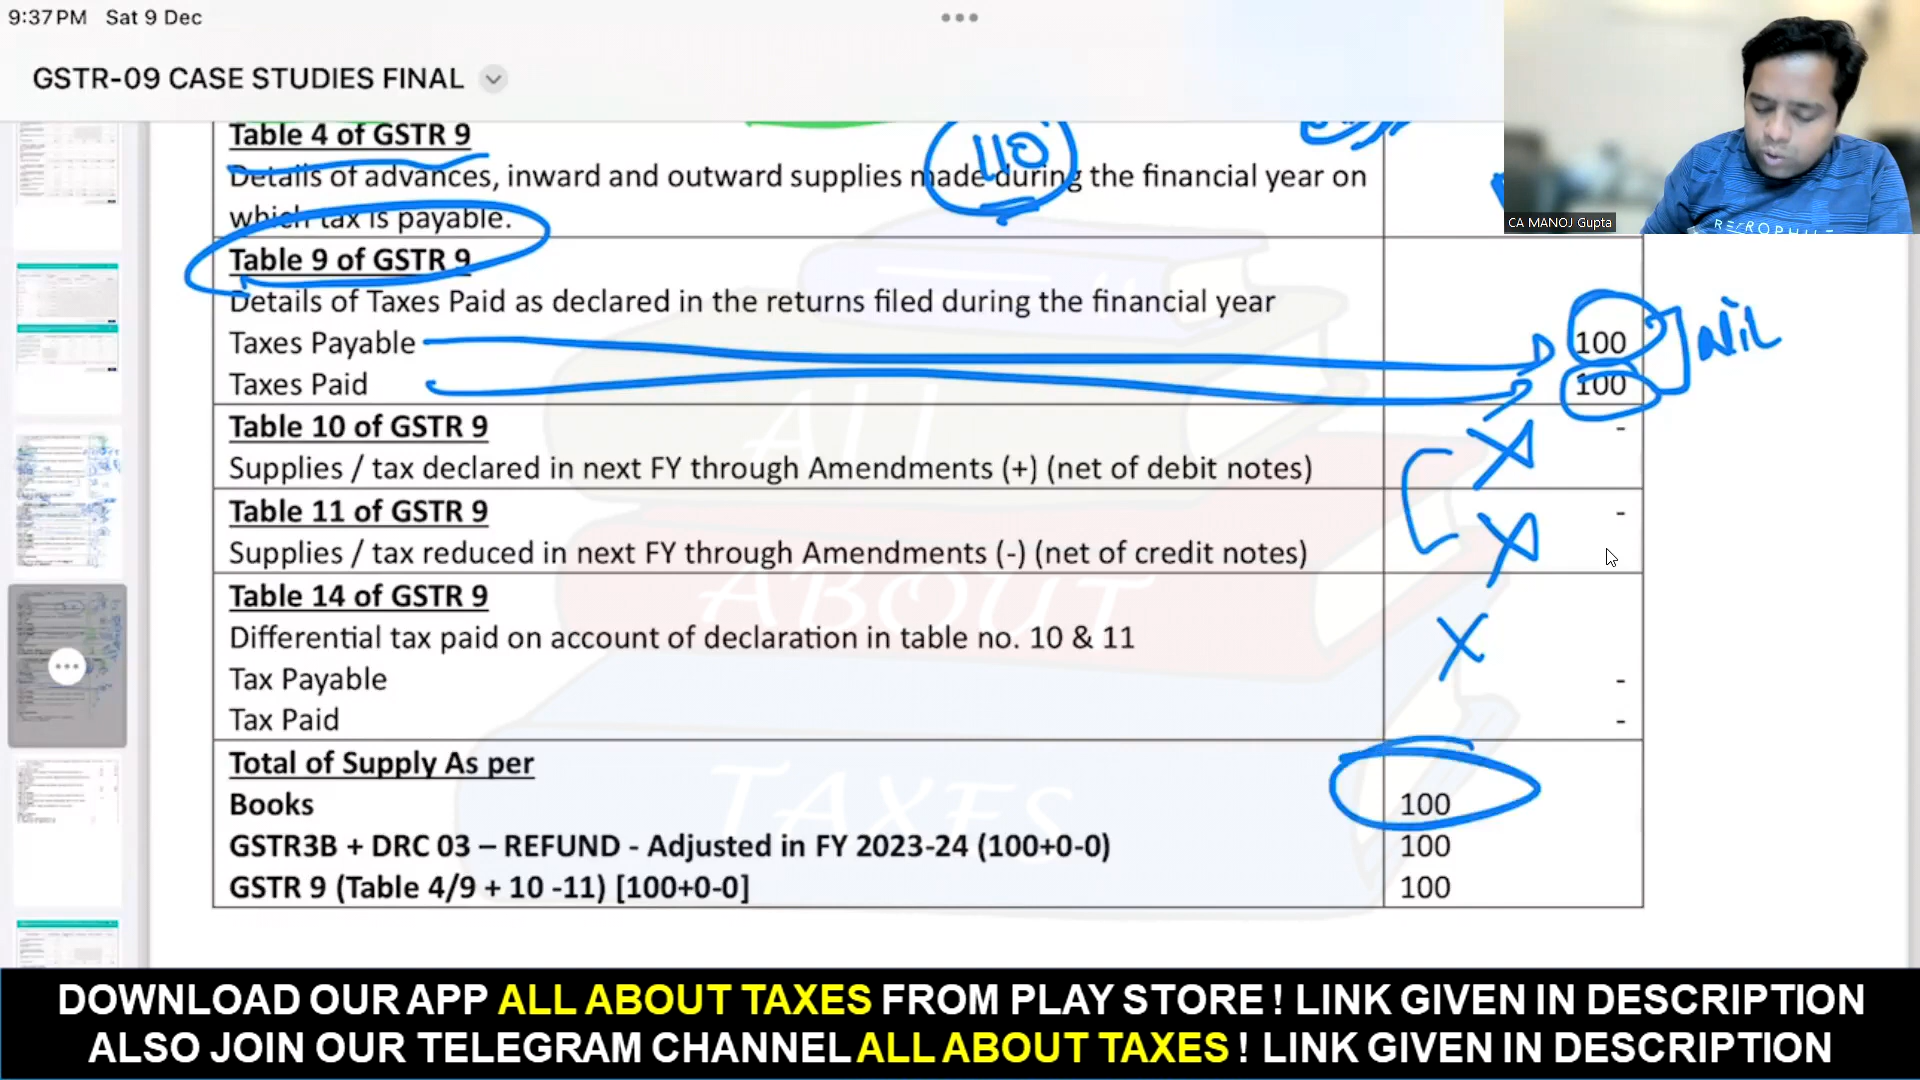 9:37 PM Sat 9 Dec
GSTR-09 CASE STUDIES FINAL
CA MANOJ Gupta
RETROPHIL
Table 4 of GSTR 9
110
Details of advances, inward and outward supplies made during the financial year on
which tax is payable.
Table 9 of GSTR 9
Details of Taxes Paid as declared in the returns filed during the financial year
Taxes Payable 100
Nil
Taxes Paid 100
Table 10 of GSTR 9 -
Supplies / tax declared in next FY through Amendments (+) (net of debit notes)
X
Table 11 of GSTR 9 -
Supplies / tax reduced in next FY through Amendments (-) (net of credit notes)
X
Table 14 of GSTR 9
Differential tax paid on account of declaration in table no. 10 & 11
X
Tax Payable -
Tax Paid -
Total of Supply As per
Books 100
GSTR3B + DRC 03 – REFUND - Adjusted in FY 2023-24 (100+0-0) 100
GSTR 9 (Table 4/9 + 10 -11) [100+0-0] 100
ALL
ABOUT
TAXES
DOWNLOAD OUR APP ALL ABOUT TAXES FROM PLAY STORE ! LINK GIVEN IN DESCRIPTION
ALSO JOIN OUR TELEGRAM CHANNEL ALL ABOUT TAXES ! LINK GIVEN IN DESCRIPTION